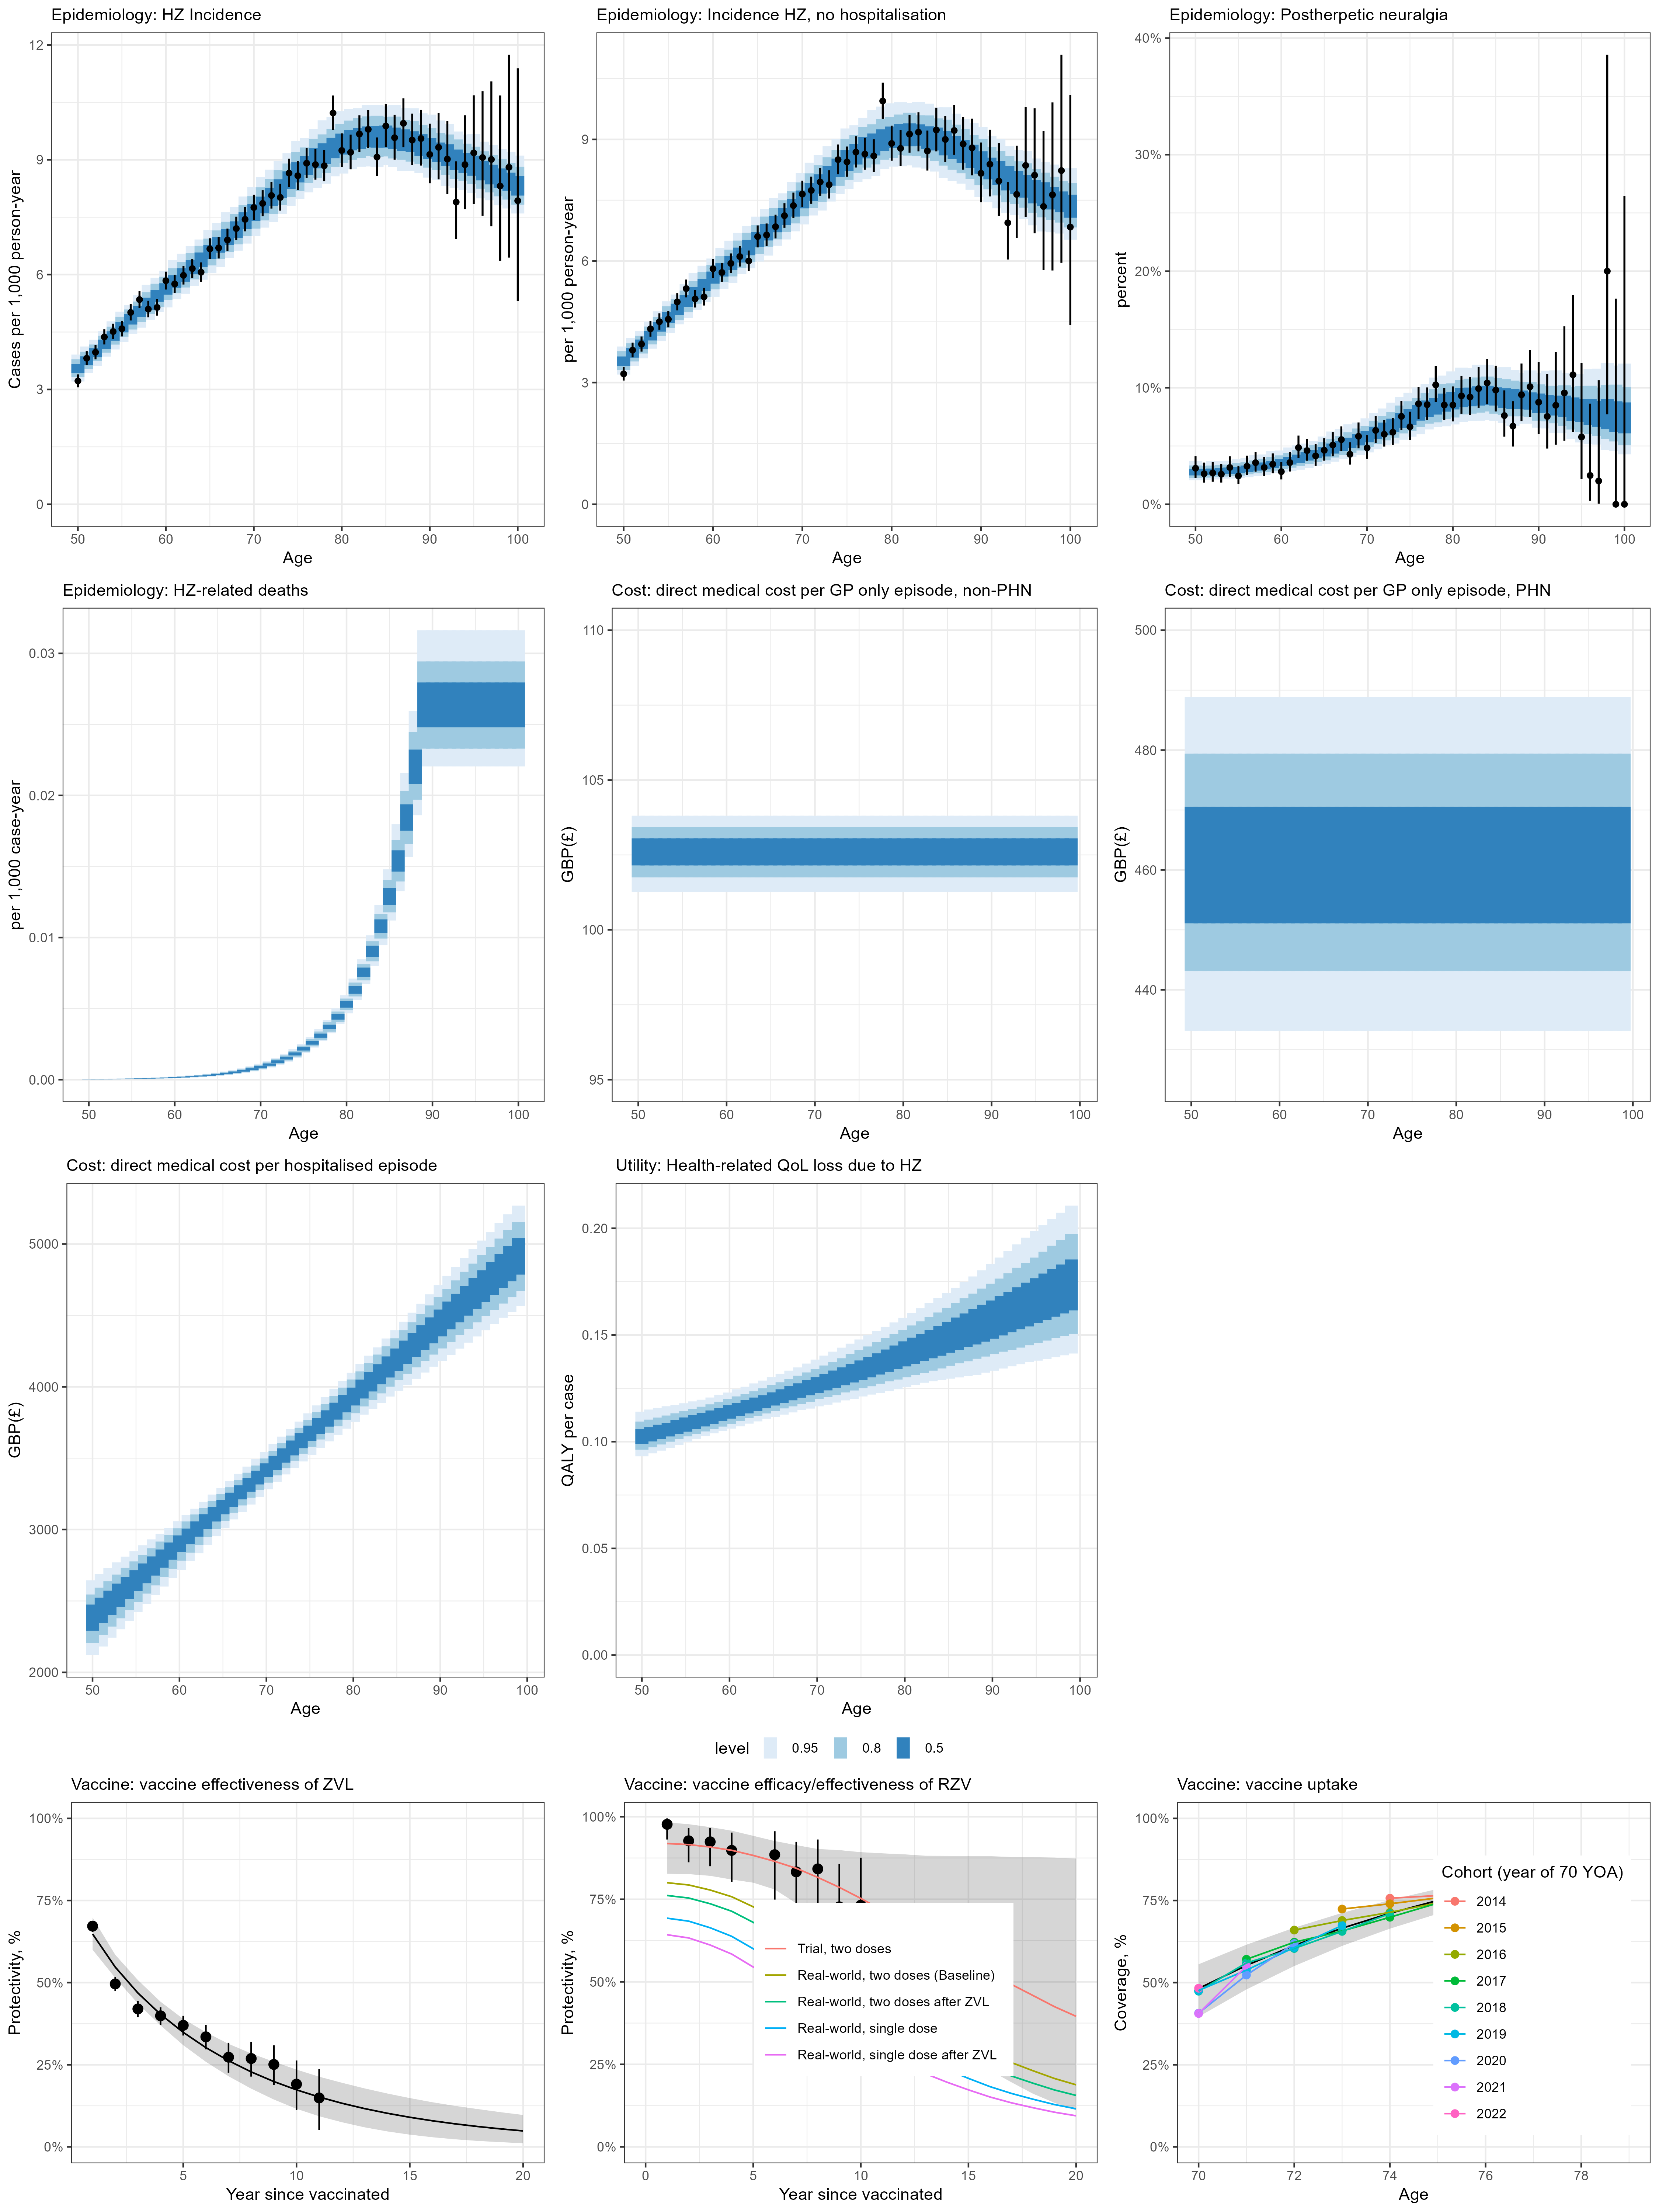 Epidemiology: HZ Incidence
Cases per 1,000 person-year
12
9
6
3
0
50 60 70 80 90 100
Age
Epidemiology: Incidence HZ, no hospitalisation
per 1,000 person-year
9
6
3
0
50 60 70 80 90 100
Age
Epidemiology: Postherpetic neuralgia
percent
40%
30%
20%
10%
0%
50 60 70 80 90 100
Age
Epidemiology: HZ-related deaths
per 1,000 case-year
0.03
0.02
0.01
0.00
50 60 70 80 90 100
Age
Cost: direct medical cost per GP only episode, non-PHN
GBP(£)
110
105
100
95
50 60 70 80 90 100
Age
Cost: direct medical cost per GP only episode, PHN
GBP(£)
500
480
460
440
50 60 70 80 90 100
Age
Cost: direct medical cost per hospitalised episode
GBP(£)
5000
4000
3000
2000
50 60 70 80 90 100
Age
Utility: Health-related QoL loss due to HZ
QALY per case
0.20
0.15
0.10
0.05
0.00
50 60 70 80 90 100
Age
level 0.95 0.8 0.5
Vaccine: vaccine effectiveness of ZVL
Protectivity, %
100%
75%
50%
25%
0%
5 10 15 20
Year since vaccinated
Vaccine: vaccine efficacy/effectiveness of RZV
Protectivity, %
100%
75%
50%
25%
0%
Trial, two doses
Real-world, two doses (Baseline)
Real-world, two doses after ZVL
Real-world, single dose
Real-world, single dose after ZVL
0 5 10 15 20
Year since vaccinated
Vaccine: vaccine uptake
Coverage, %
100%
75%
50%
25%
0%
Cohort (year of 70 YOA)
2014
2015
2016
2017
2018
2019
2020
2021
2022
70 72 74 76 78
Age